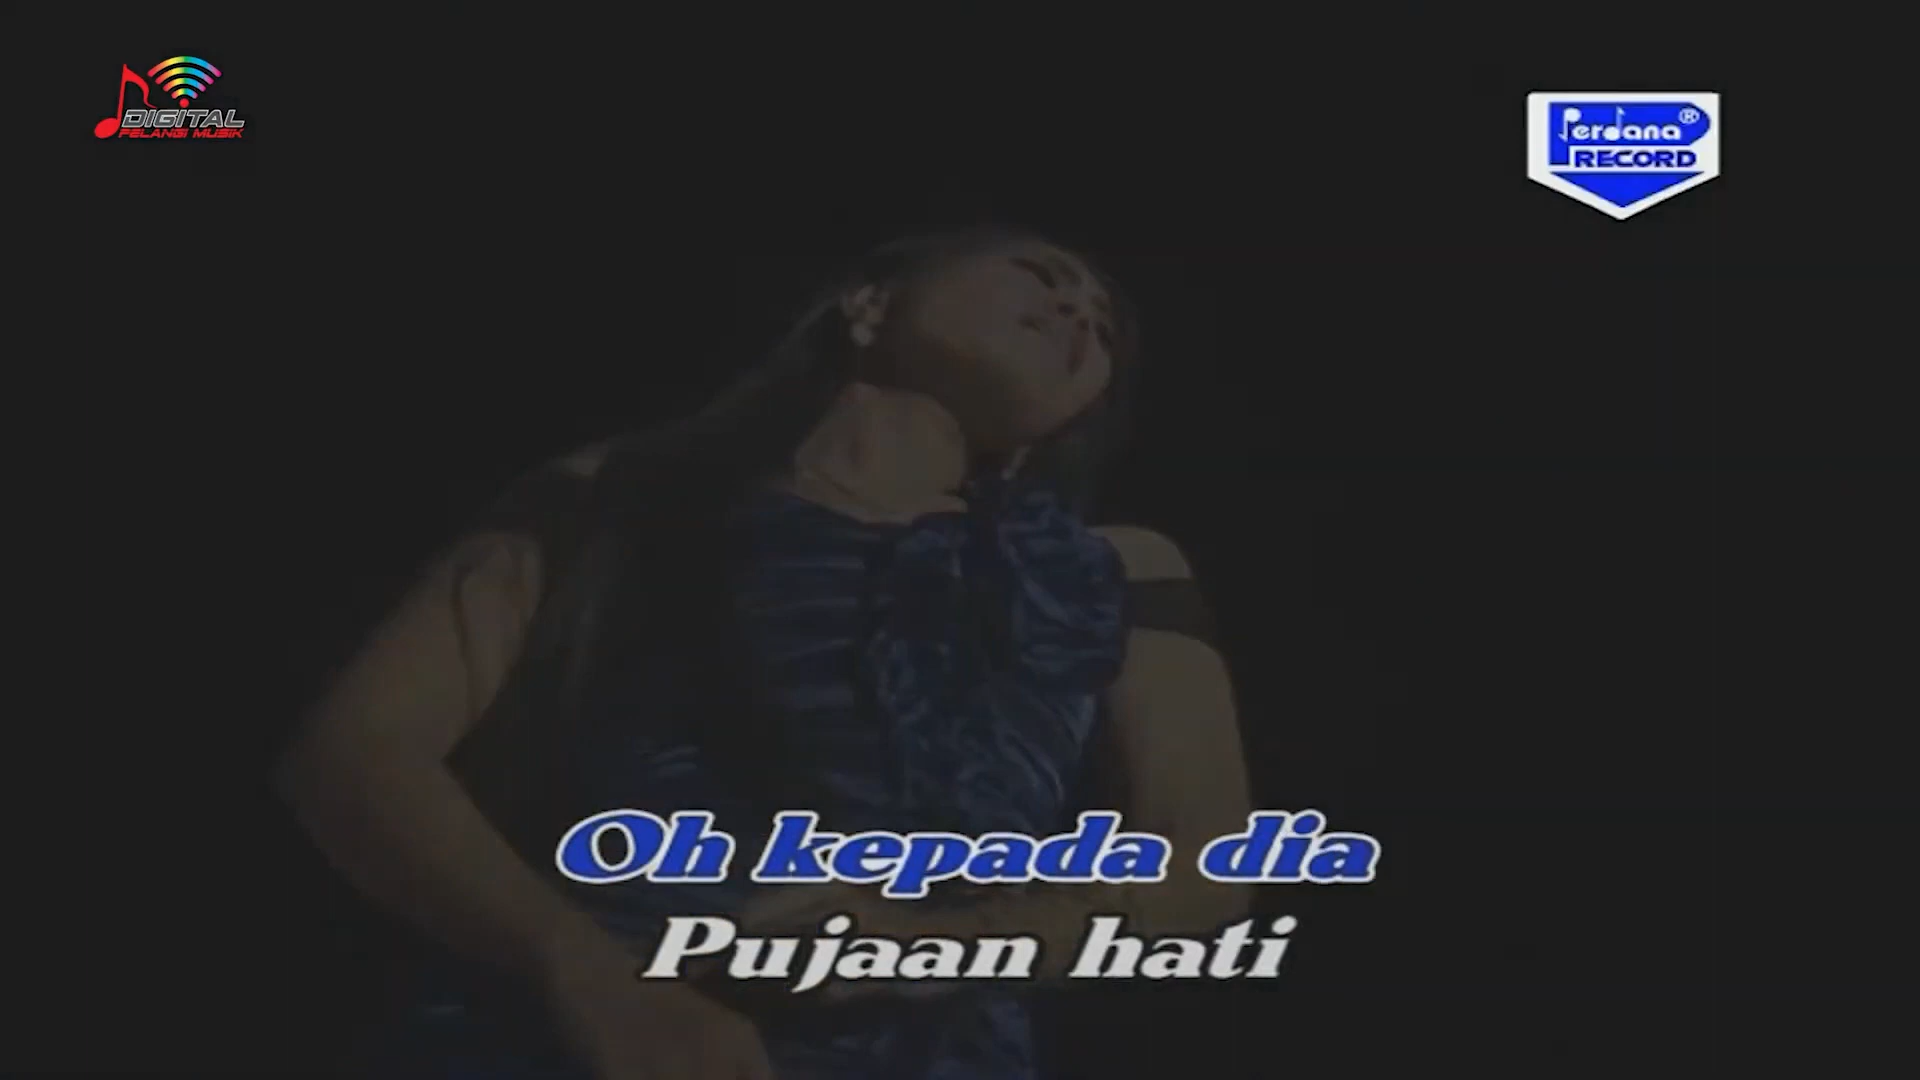 DIGITAL
PELANGI MUSIK
Perdana®
RECORD
Oh kepada dia
Pujaan hati